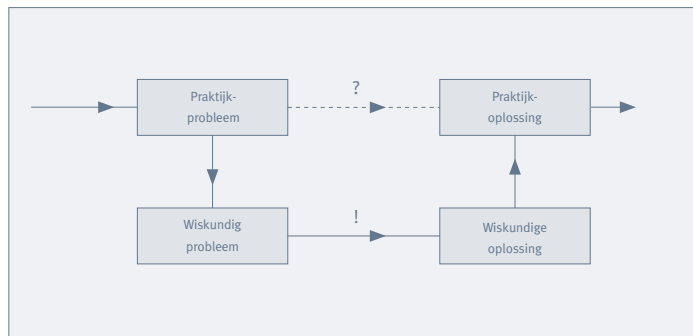 ?
Praktijk-
probleem
Praktijk-
oplossing
!
Wiskundig
probleem
Wiskundige
oplossing